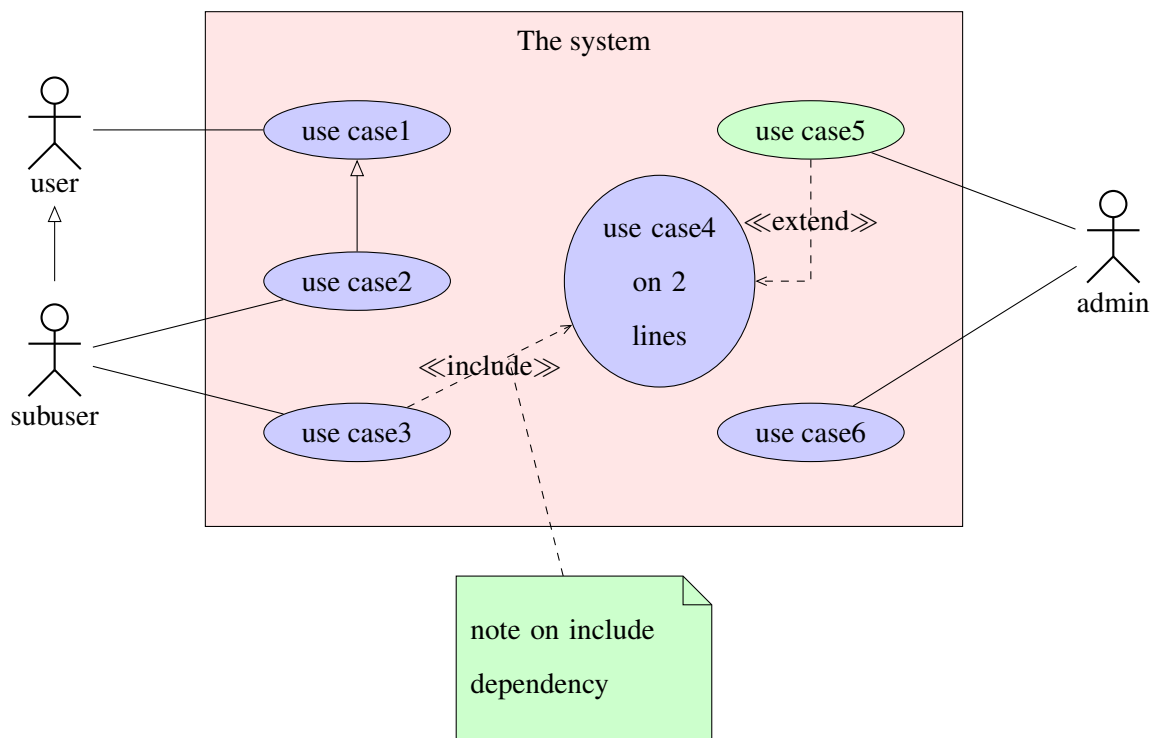 The system
user
use case1
use case5
use case4
on 2
lines
≪extend≫
use case2
admin
≪include≫
subuser
use case3
use case6
note on include
dependency